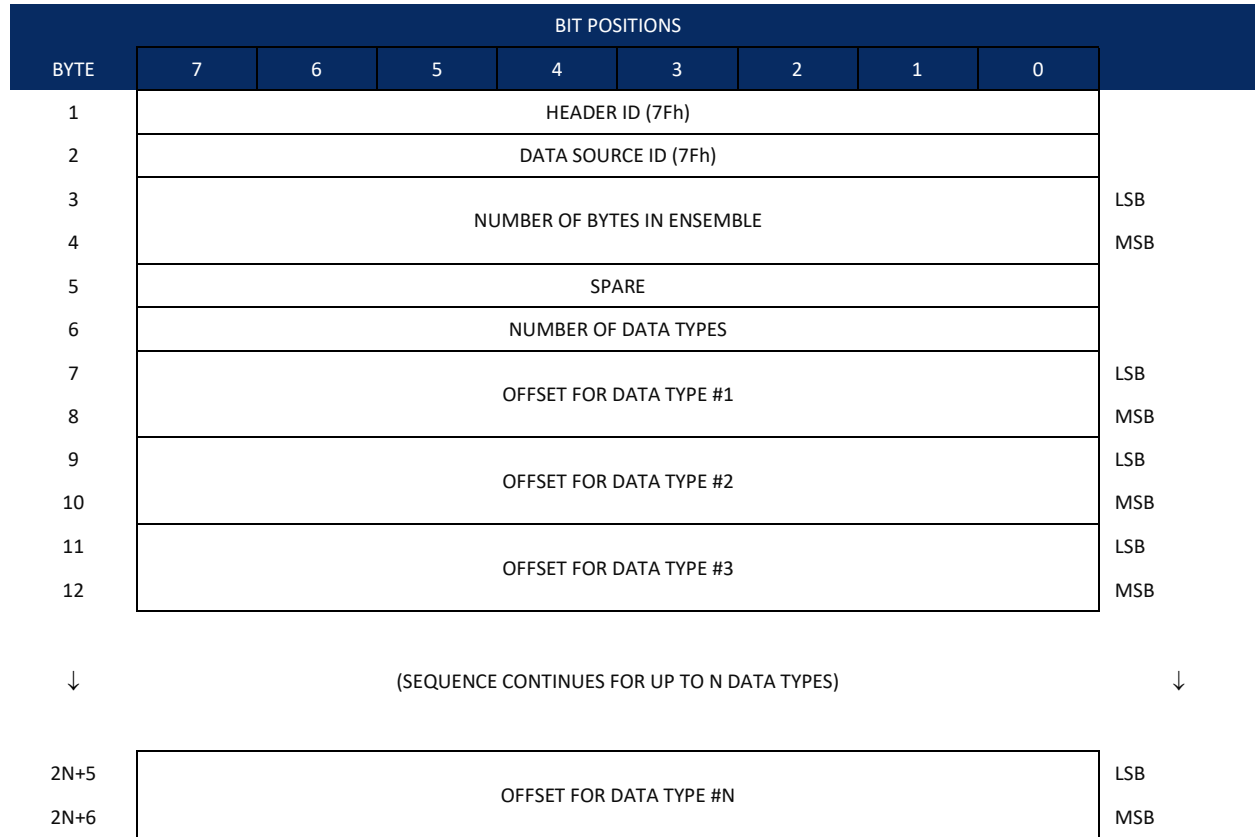 BIT POSITIONS
BYTE 7 6 5 4 3 2 1 0
1 HEADER ID (7Fh)
2 DATA SOURCE ID (7Fh)
3 LSB
NUMBER OF BYTES IN ENSEMBLE
4 MSB
5 SPARE
6 NUMBER OF DATA TYPES
7 LSB
OFFSET FOR DATA TYPE #1
8 MSB
9 LSB
OFFSET FOR DATA TYPE #2
10 MSB
11 LSB
OFFSET FOR DATA TYPE #3
12 MSB
↓ (SEQUENCE CONTINUES FOR UP TO N DATA TYPES) ↓
2N+5 LSB
OFFSET FOR DATA TYPE #N
2N+6 MSB